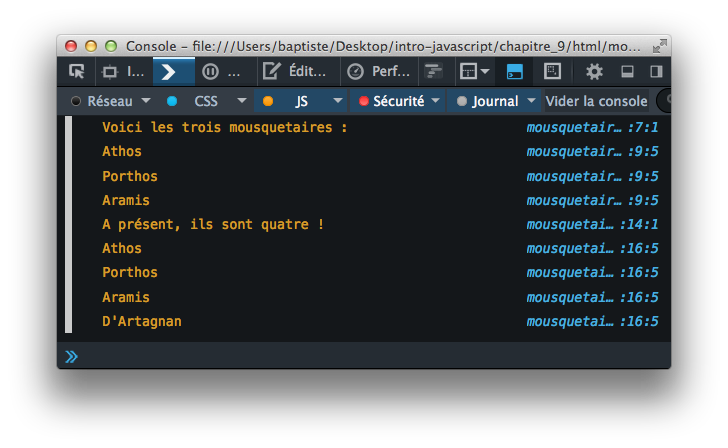 Console - file:///Users/baptiste/Desktop/intro-javascript/chapitre_9/html/mo...
I... ... Édit... Perf...
Réseau CSS JS Sécurité Journal Vider la console
Voici les trois mousquetaires : mousquetair... :7:1
Athos mousquetair... :9:5
Porthos mousquetair... :9:5
Aramis mousquetair... :9:5
A présent, ils sont quatre ! mousquetai... :14:1
Athos mousquetai... :16:5
Porthos mousquetai... :16:5
Aramis mousquetai... :16:5
D'Artagnan mousquetai... :16:5